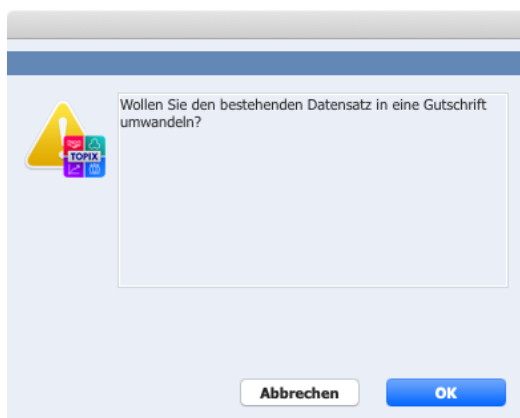 Wollen Sie den bestehenden Datensatz in eine Gutschrift
umwandeln?
TOPIX
Abbrechen
OK